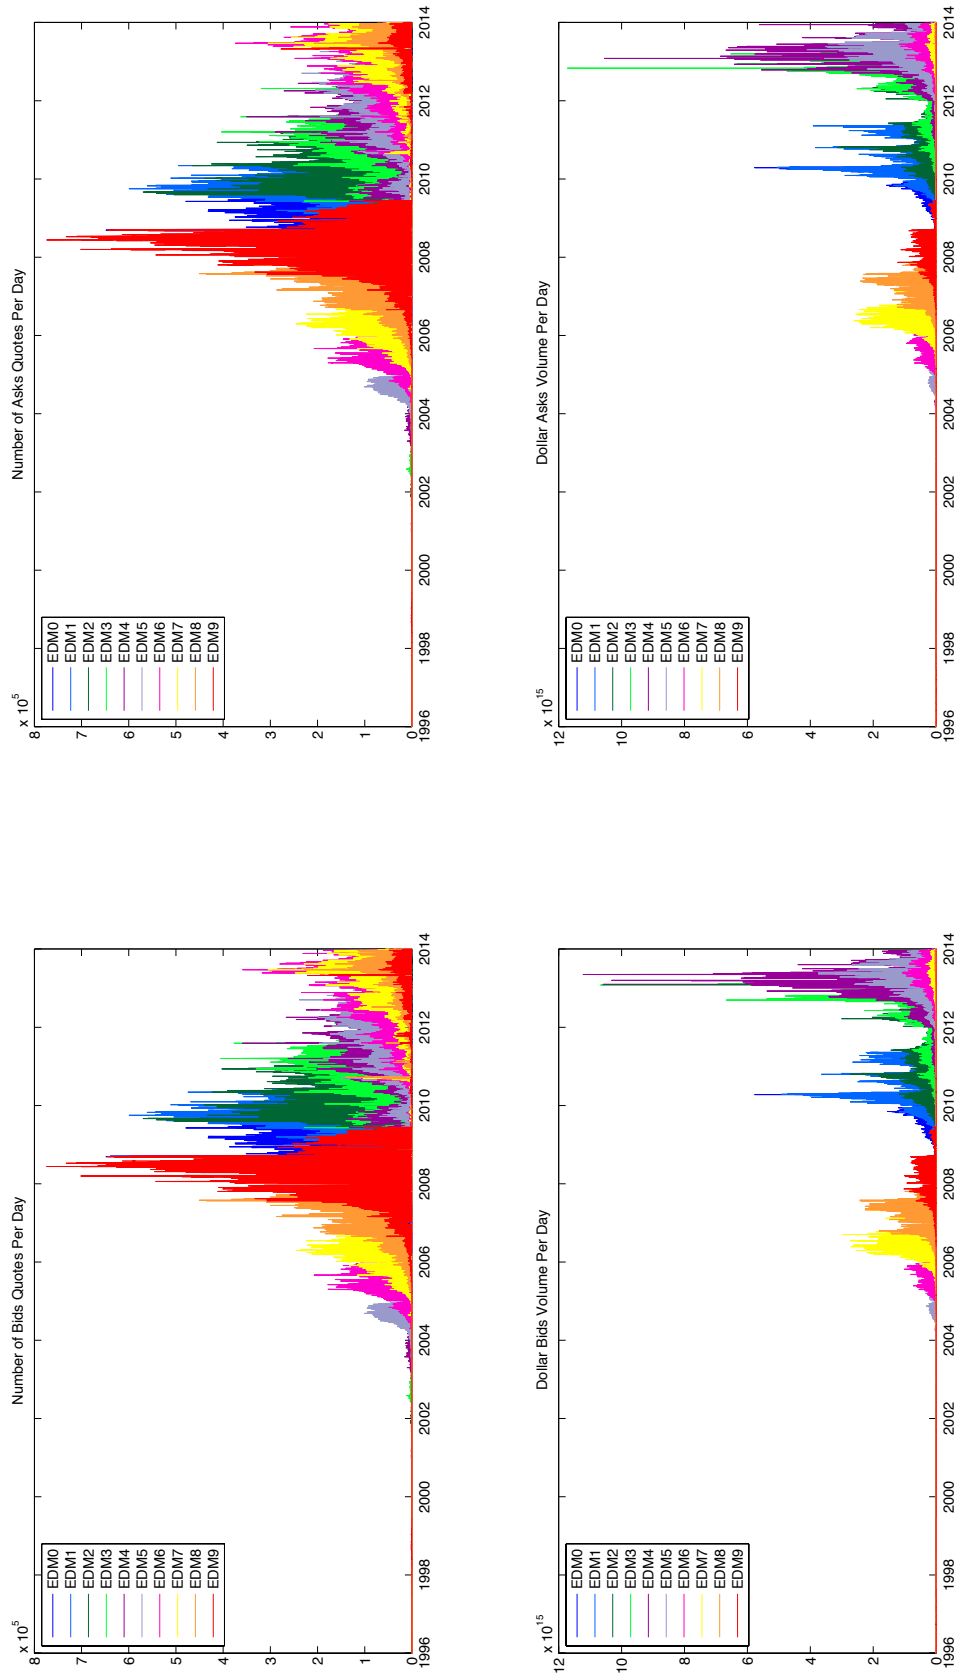 Number of Bids Quotes Per Day
x 10^5
8
7
6
5
4
3
2
1
0
1996 1998 2000 2002 2004 2006 2008 2010 2012 2014
EDM0
EDM1
EDM2
EDM3
EDM4
EDM5
EDM6
EDM7
EDM8
EDM9
Number of Asks Quotes Per Day
x 10^5
8
7
6
5
4
3
2
1
0
1996 1998 2000 2002 2004 2006 2008 2010 2012 2014
EDM0
EDM1
EDM2
EDM3
EDM4
EDM5
EDM6
EDM7
EDM8
EDM9
Dollar Bids Volume Per Day
x 10^15
12
10
8
6
4
2
0
1996 1998 2000 2002 2004 2006 2008 2010 2012 2014
EDM0
EDM1
EDM2
EDM3
EDM4
EDM5
EDM6
EDM7
EDM8
EDM9
Dollar Asks Volume Per Day
x 10^15
12
10
8
6
4
2
0
1996 1998 2000 2002 2004 2006 2008 2010 2012 2014
EDM0
EDM1
EDM2
EDM3
EDM4
EDM5
EDM6
EDM7
EDM8
EDM9